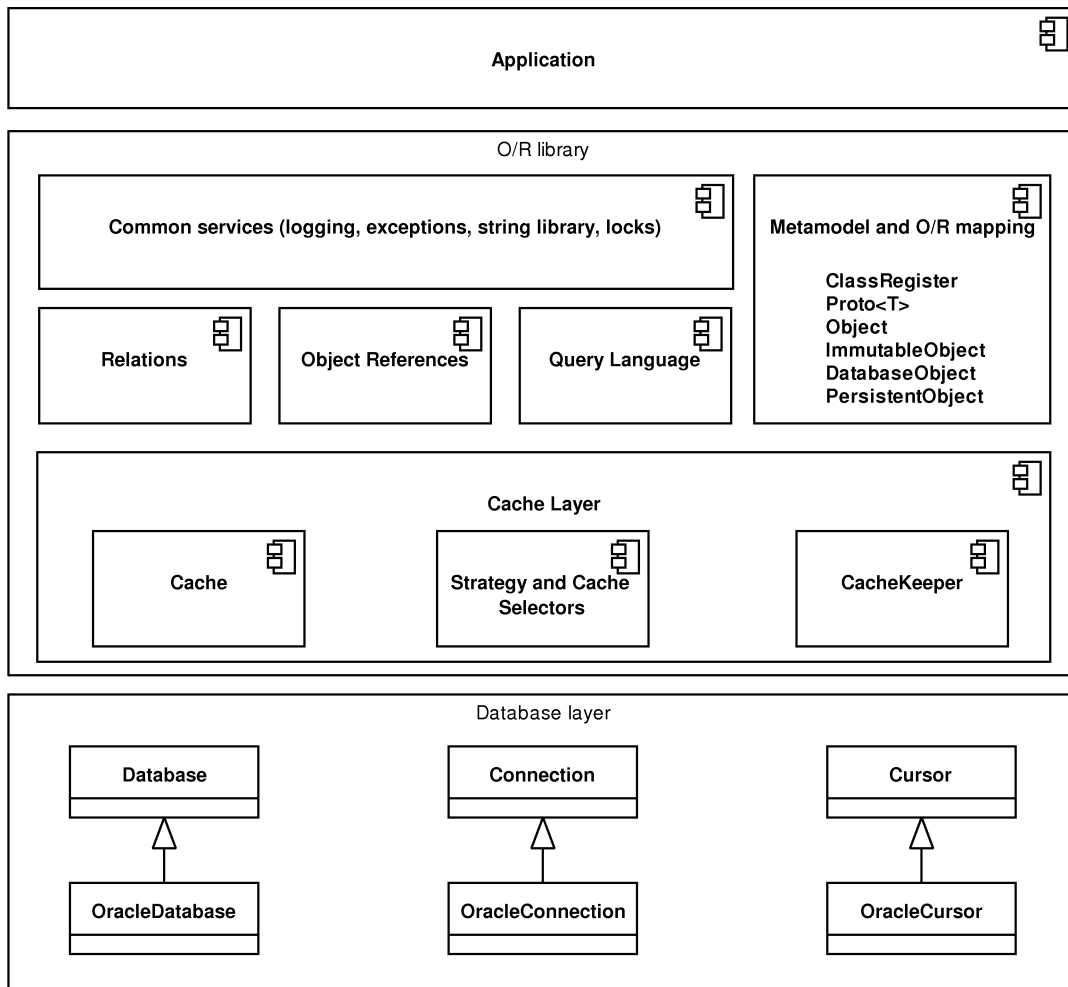 Application
O/R library
Common services (logging, exceptions, string library, locks)
Metamodel and O/R mapping
ClassRegister
Proto<T>
Object
ImmutableObject
DatabaseObject
PersistentObject
Relations
Object References
Query Language
Cache Layer
Cache
Strategy and Cache
Selectors
CacheKeeper
Database layer
Database
Connection
Cursor
OracleDatabase
OracleConnection
OracleCursor